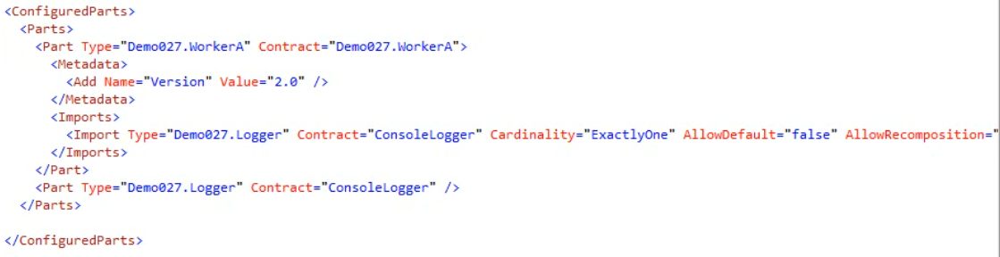 <ConfiguredParts>
<Parts>
<Part Type="Demo027.WorkerA" Contract="Demo027.WorkerA">
<Metadata>
<Add Name="Version" Value="2.0" />
</Metadata>
<Imports>
<Import Type="Demo027.Logger" Contract="ConsoleLogger" Cardinality="ExactlyOne" AllowDefault="false" AllowRecomposition="
</Imports>
</Part>
<Part Type="Demo027.Logger" Contract="ConsoleLogger" />
</Parts>
</ConfiguredParts>